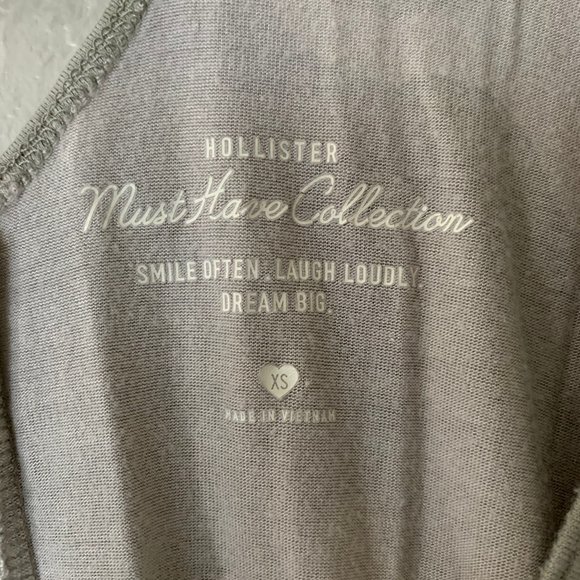 HOLLISTER
Must Have Collection
SMILE OFTEN. LAUGH LOUDLY.
DREAM BIG.
XS
MADE IN VIETNAM